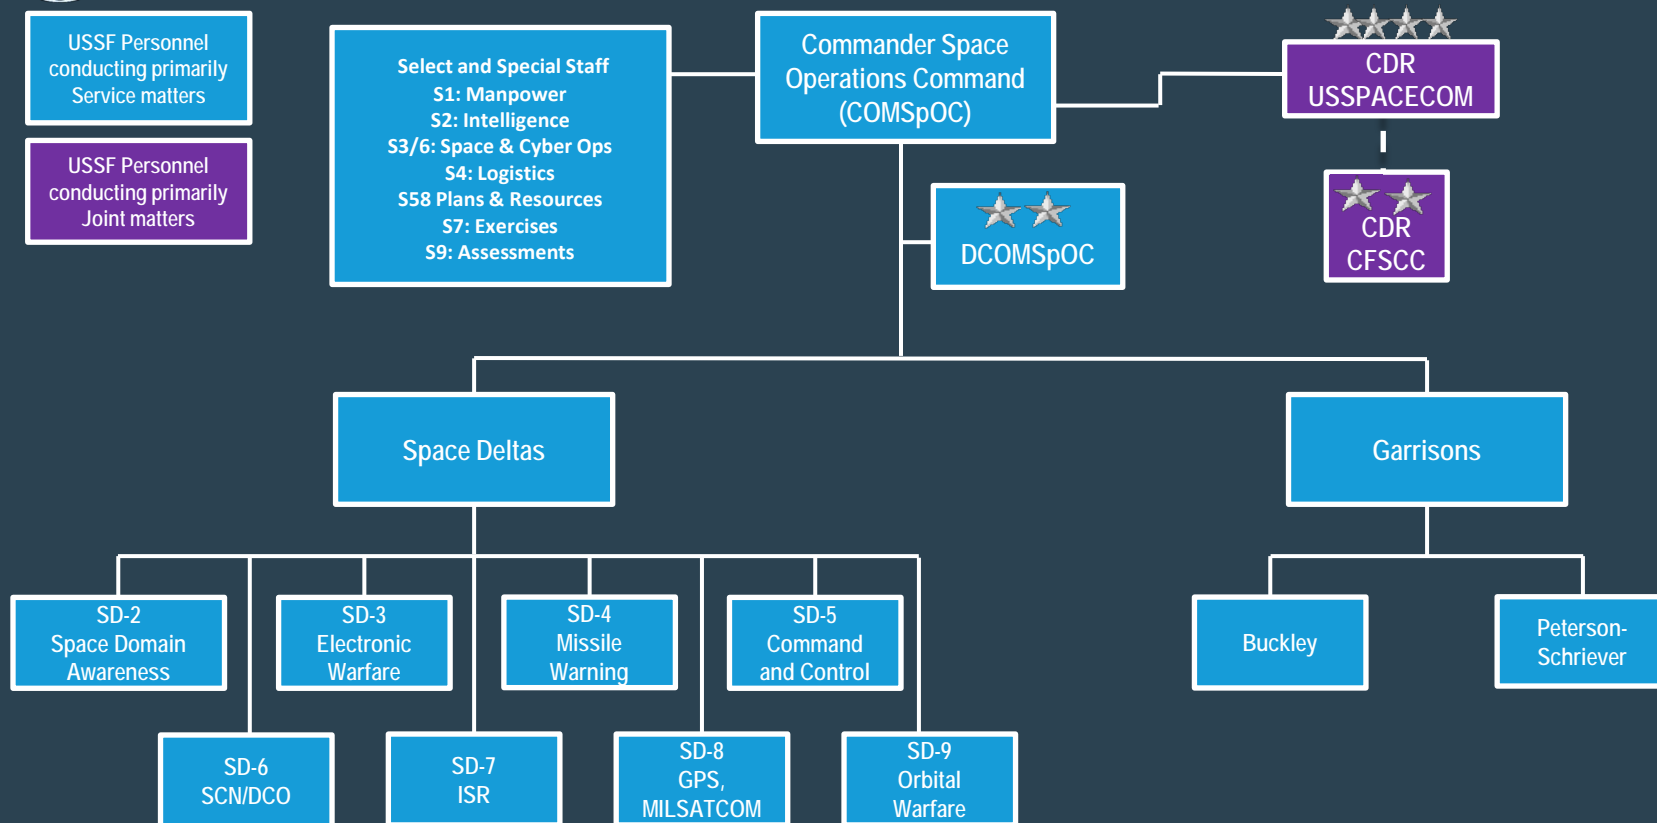 USSF Personnel
conducting primarily
Service matters
USSF Personnel
conducting primarily
Joint matters
Select and Special Staff
S1: Manpower
S2: Intelligence
S3/6: Space & Cyber Ops
S4: Logistics
S58 Plans & Resources
S7: Exercises
S9: Assessments
Commander Space
Operations Command
(COMSpOC)
CDR
USSPACECOM
DCOMSpOC
CDR
CFSCC
Space Deltas
Garrisons
SD-2
Space Domain
Awareness
SD-3
Electronic
Warfare
SD-4
Missile
Warning
SD-5
Command
and Control
Buckley
Peterson-
Schriever
SD-6
SCN/DCO
SD-7
ISR
SD-8
GPS,
MILSATCOM
SD-9
Orbital
Warfare